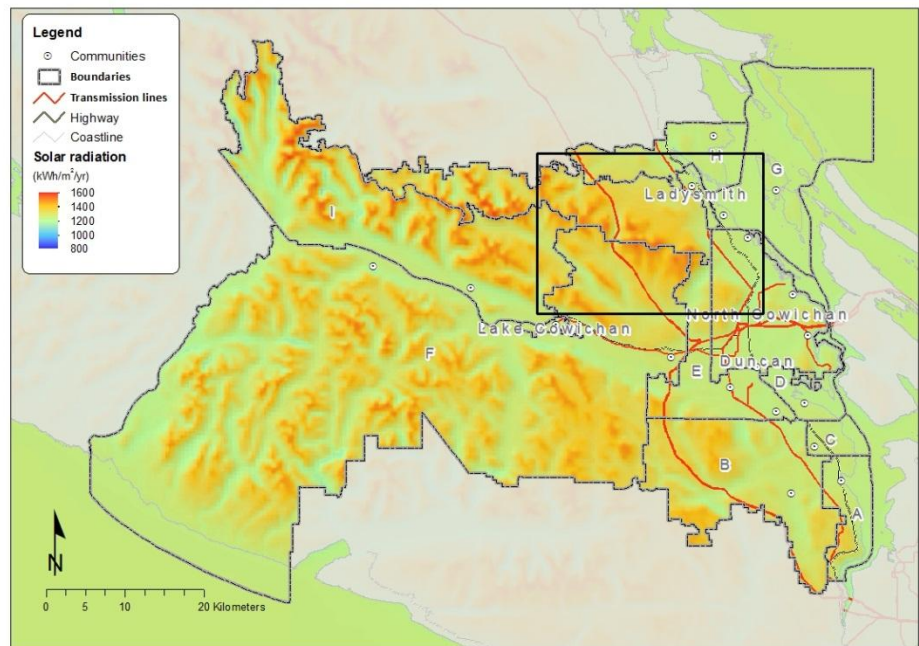 Legend
Communities
Boundaries
Transmission lines
Highway
Coastline
Solar radiation
(kWh/m²/yr)
1600
1400
1200
1000
800
H
G
Ladysmith
I
North Cowichan
Lake Cowichan
F
E
Duncan
D
C
B
A
N
0 5 10 20 Kilometers